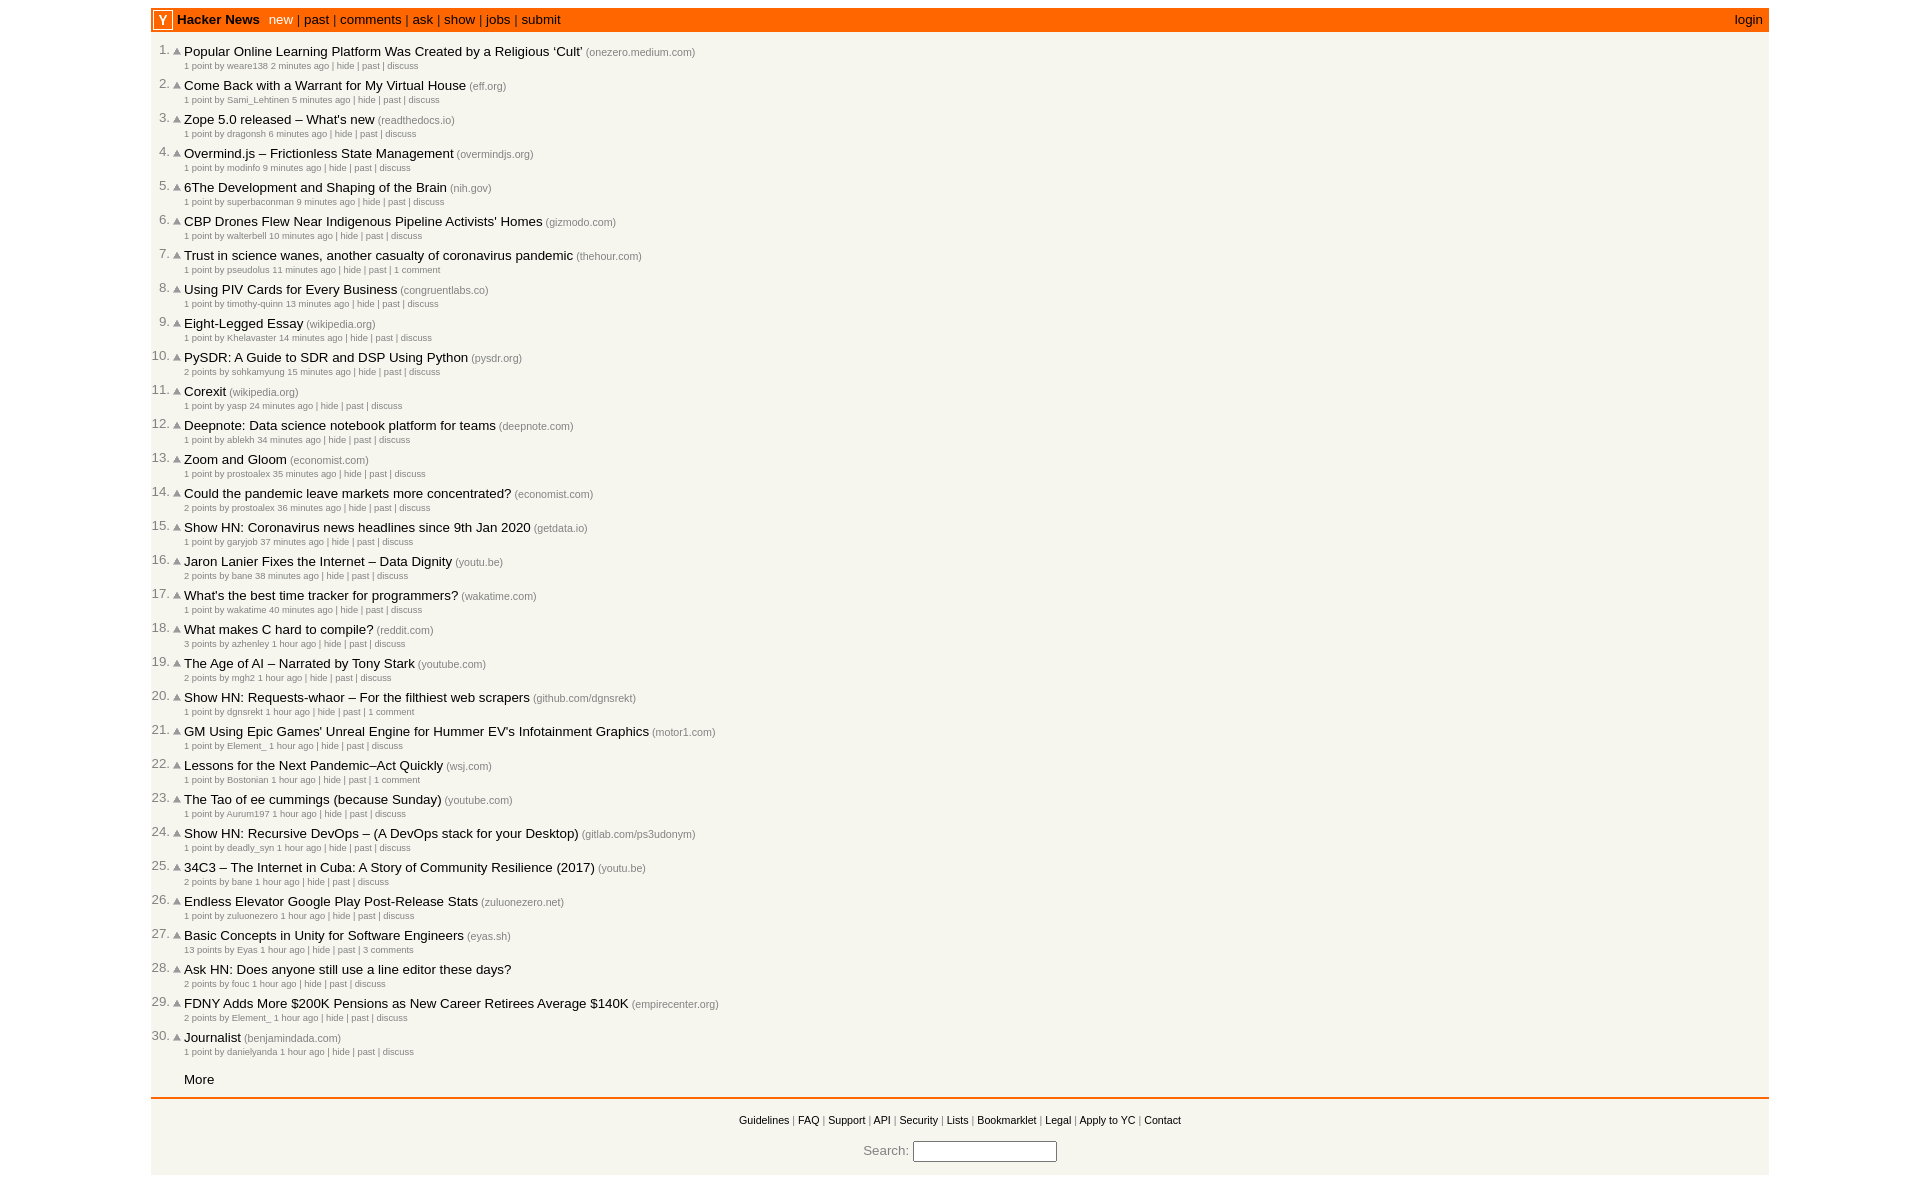 Y Hacker News new | past | comments | ask | show | jobs | submit login
1. Popular Online Learning Platform Was Created by a Religious ‘Cult’ (onezero.medium.com)
1 point by weare138 2 minutes ago | hide | past | discuss
2. Come Back with a Warrant for My Virtual House (eff.org)
1 point by Sami_Lehtinen 5 minutes ago | hide | past | discuss
3. Zope 5.0 released – What's new (readthedocs.io)
1 point by dragonsh 6 minutes ago | hide | past | discuss
4. Overmind.js – Frictionless State Management (overmindjs.org)
1 point by modinfo 9 minutes ago | hide | past | discuss
5. 6The Development and Shaping of the Brain (nih.gov)
1 point by superbaconman 9 minutes ago | hide | past | discuss
6. CBP Drones Flew Near Indigenous Pipeline Activists' Homes (gizmodo.com)
1 point by walterbell 10 minutes ago | hide | past | discuss
7. Trust in science wanes, another casualty of coronavirus pandemic (thehour.com)
1 point by pseudolus 11 minutes ago | hide | past | 1 comment
8. Using PIV Cards for Every Business (congruentlabs.co)
1 point by timothy-quinn 13 minutes ago | hide | past | discuss
9. Eight-Legged Essay (wikipedia.org)
1 point by Khelavaster 14 minutes ago | hide | past | discuss
10. PySDR: A Guide to SDR and DSP Using Python (pysdr.org)
2 points by sohkamyung 15 minutes ago | hide | past | discuss
11. Corexit (wikipedia.org)
1 point by yasp 24 minutes ago | hide | past | discuss
12. Deepnote: Data science notebook platform for teams (deepnote.com)
1 point by ablekh 34 minutes ago | hide | past | discuss
13. Zoom and Gloom (economist.com)
1 point by prostoalex 35 minutes ago | hide | past | discuss
14. Could the pandemic leave markets more concentrated? (economist.com)
2 points by prostoalex 36 minutes ago | hide | past | discuss
15. Show HN: Coronavirus news headlines since 9th Jan 2020 (getdata.io)
1 point by garyjob 37 minutes ago | hide | past | discuss
16. Jaron Lanier Fixes the Internet – Data Dignity (youtu.be)
2 points by bane 38 minutes ago | hide | past | discuss
17. What's the best time tracker for programmers? (wakatime.com)
1 point by wakatime 40 minutes ago | hide | past | discuss
18. What makes C hard to compile? (reddit.com)
3 points by azhenley 1 hour ago | hide | past | discuss
19. The Age of AI – Narrated by Tony Stark (youtube.com)
2 points by mgh2 1 hour ago | hide | past | discuss
20. Show HN: Requests-whaor – For the filthiest web scrapers (github.com/dgnsrekt)
1 point by dgnsrekt 1 hour ago | hide | past | 1 comment
21. GM Using Epic Games' Unreal Engine for Hummer EV's Infotainment Graphics (motor1.com)
1 point by Element_ 1 hour ago | hide | past | discuss
22. Lessons for the Next Pandemic–Act Quickly (wsj.com)
1 point by Bostonian 1 hour ago | hide | past | 1 comment
23. The Tao of ee cummings (because Sunday) (youtube.com)
1 point by Aurum197 1 hour ago | hide | past | discuss
24. Show HN: Recursive DevOps – (A DevOps stack for your Desktop) (gitlab.com/ps3udonym)
1 point by deadly_syn 1 hour ago | hide | past | discuss
25. 34C3 – The Internet in Cuba: A Story of Community Resilience (2017) (youtu.be)
2 points by bane 1 hour ago | hide | past | discuss
26. Endless Elevator Google Play Post-Release Stats (zuluonezero.net)
1 point by zuluonezero 1 hour ago | hide | past | discuss
27. Basic Concepts in Unity for Software Engineers (eyas.sh)
13 points by Eyas 1 hour ago | hide | past | 3 comments
28. Ask HN: Does anyone still use a line editor these days?
2 points by fouc 1 hour ago | hide | past | discuss
29. FDNY Adds More $200K Pensions as New Career Retirees Average $140K (empirecenter.org)
2 points by Element_ 1 hour ago | hide | past | discuss
30. Journalist (benjamindada.com)
1 point by danielyanda 1 hour ago | hide | past | discuss
More
Guidelines | FAQ | Support | API | Security | Lists | Bookmarklet | Legal | Apply to YC | Contact
Search: